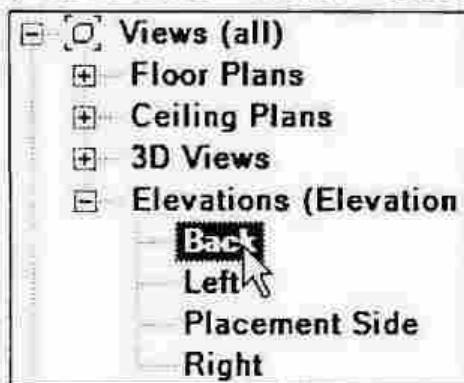 Views (all)
Floor Plans
Ceiling Plans
3D Views
Elevations (Elevation
Back
Left
Placement Side
Right